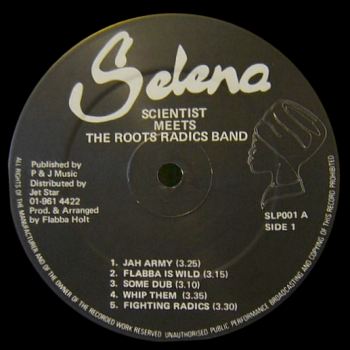 Selena
SCIENTIST
MEETS
THE ROOTS RADICS BAND
Published by
P & J Music
Distributed by
Jet Star
01-961 4422
Prod. & Arranged
by Flabba Holt
SLP001 A
SIDE 1
1. JAH ARMY (3.25)
2. FLABBA IS WILD (3.15)
3. SOME DUB (3.10)
4. WHIP THEM (3.35)
5. FIGHTING RADICS (3.30)
ALL RIGHTS OF THE MANUFACTURER AND OF THE OWNER OF THE RECORDED WORK RESERVED UNAUTHORISED PUBLIC PERFORMANCE BROADCASTING AND COPYING OF THIS RECORD PROHIBITED